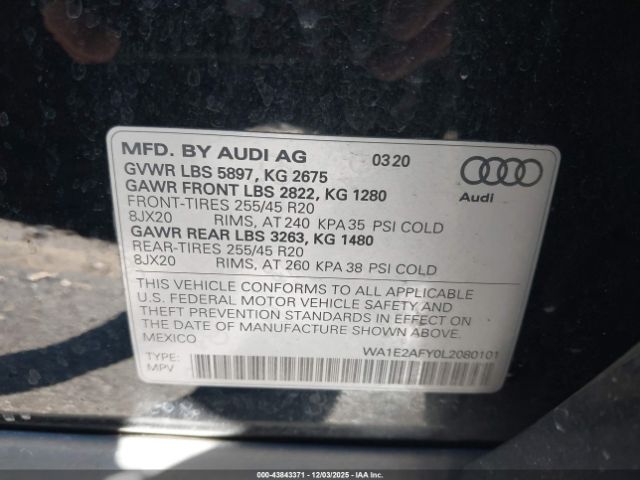 MFD. BY AUDI AG 03 20
GVWR LBS 5897, KG 2675
GAWR FRONT LBS 2822, KG 1280
FRONT-TIRES 255/45 R20
8JX20 RIMS, AT 240 KPA 35 PSI COLD
GAWR REAR LBS 3263, KG 1480
REAR-TIRES 255/45 R20
8JX20 RIMS, AT 260 KPA 38 PSI COLD
Audi
THIS VEHICLE CONFORMS TO ALL APPLICABLE
U.S. FEDERAL MOTOR VEHICLE SAFETY AND
THEFT PREVENTION STANDARDS IN EFFECT ON
THE DATE OF MANUFACTURE SHOWN ABOVE.
MEXICO
WA1E2AFY0L2080101
TYPE:
MPV
000-43843371 - 12/03/2025 - IAAI.COM